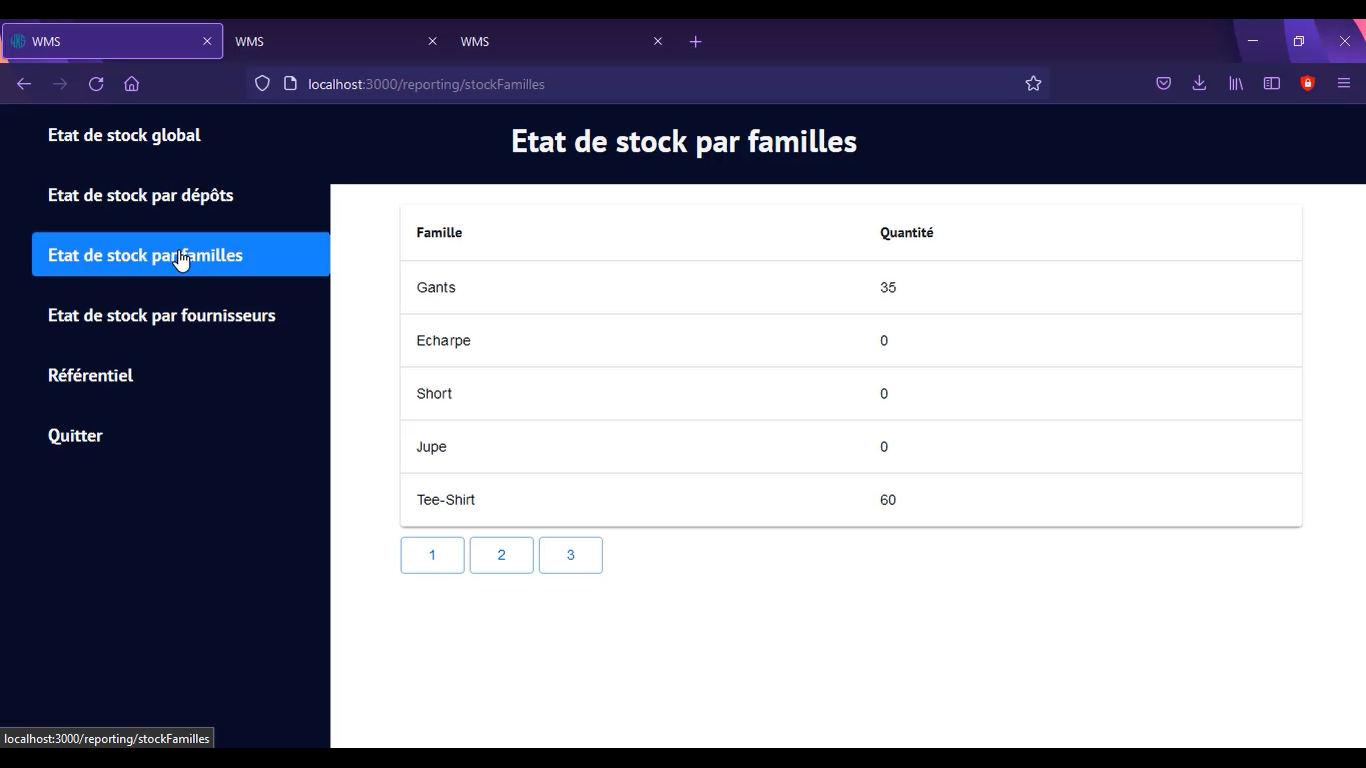 WMS
WMS
WMS
localhost:3000/reporting/stockFamilles
Etat de stock global
Etat de stock par dépôts
Etat de stock par familles
Etat de stock par fournisseurs
Référentiel
Quitter
Etat de stock par familles
Famille Quantité
Gants 35
Echarpe 0
Short 0
Jupe 0
Tee-Shirt 60
1 2 3
localhost:3000/reporting/stockFamilles